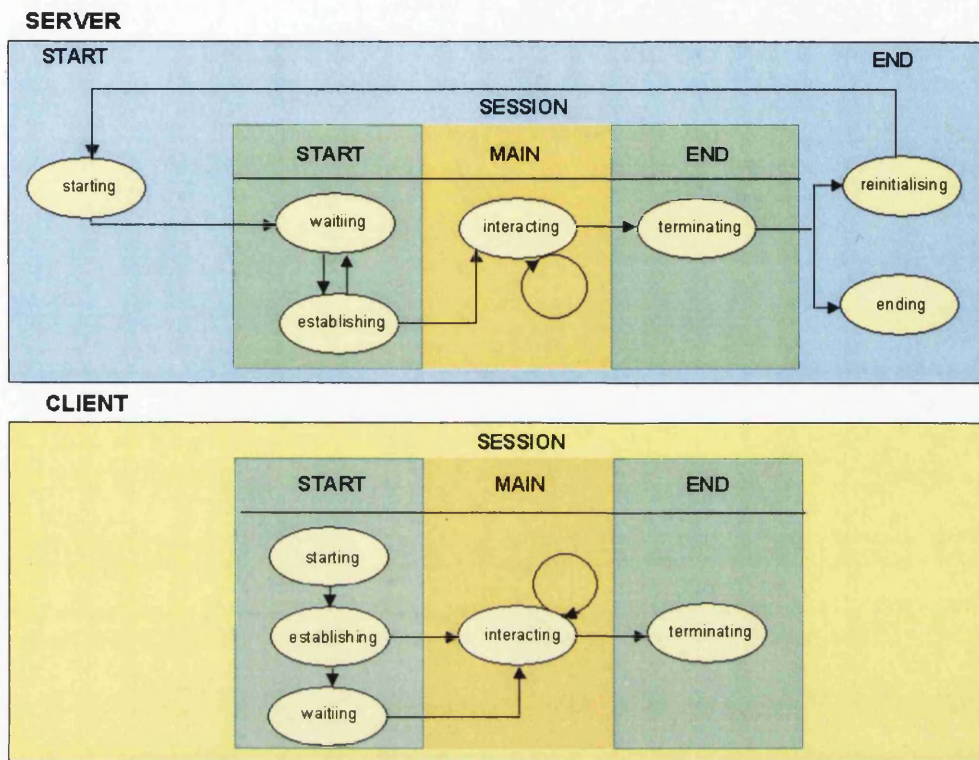 SERVER
START
END
SESSION
START
MAIN
END
starting
waitiing
interacting
terminating
reinitialising
establishing
ending
CLIENT
SESSION
START
MAIN
END
starting
establishing
interacting
terminating
waitiing